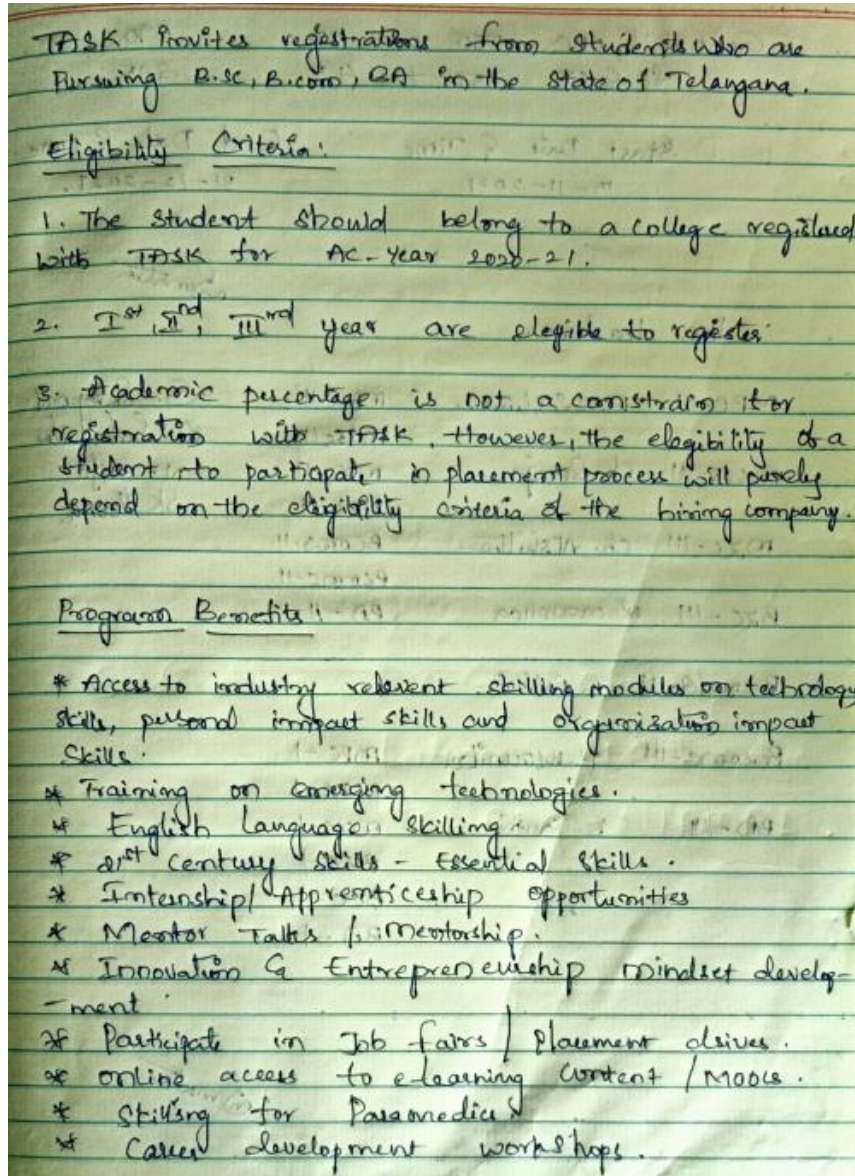 TASK invites regestrations from students who are
Pursuing B.sc, B.com, BA in the state of Telangana.
Eligibility Criteria:
1. The student should belong to a college registered
with TASK for AC-Year 2020-21.
2. Ist, IInd, IIIrd year are elegible to regester
3. Academic percentage is not a constrain for
registration with TASK. However, the elegibility of a
student to participate in placement process will purely
depend on the eligibility criteria of the hiring company.
Program Benefits:
* Access to industry relevent skilling modules on technology
skills, personal impact skills and organization impact
Skills.
* Training on emerging technologies.
* English Language skilling
* 21st Century Skills - Essential Skills.
* Internship/Apprenticeship opportunities
* Mentor Talks / mentorship.
* Innovation & Entrepreneurship mindset develop-
-ment
* Participate in Job fairs / Placement drives.
* online access to e-learning content / MOOCs.
* Skilling for Paramedics
* Career development workshops.